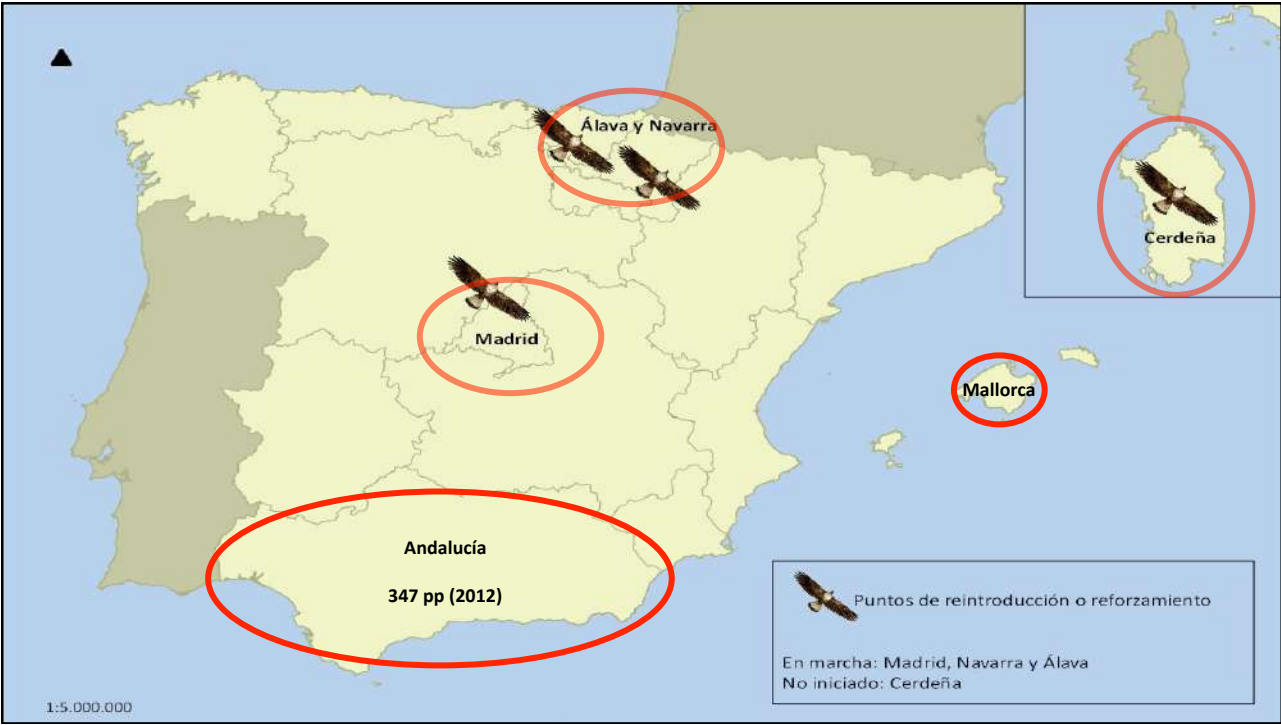 Álava y Navarra
Cerdeña
Madrid
Mallorca
Andalucía
347 pp (2012)
Puntos de reintroducción o reforzamiento
En marcha: Madrid, Navarra y Álava
No iniciado: Cerdeña
1:5.000.000